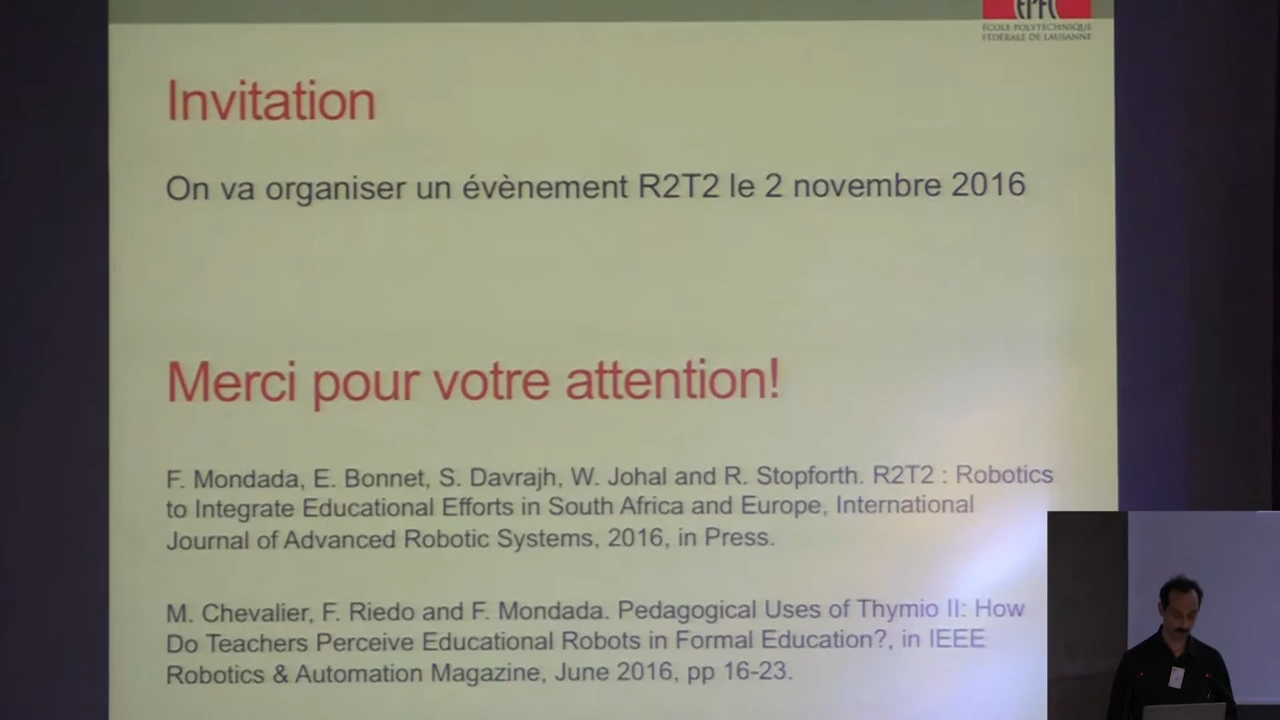 EPFL
ÉCOLE POLYTECHNIQUE
FÉDÉRALE DE LAUSANNE
Invitation
On va organiser un évènement R2T2 le 2 novembre 2016
Merci pour votre attention!
F. Mondada, E. Bonnet, S. Davrajh, W. Johal and R. Stopforth. R2T2 : Robotics
to Integrate Educational Efforts in South Africa and Europe, International
Journal of Advanced Robotic Systems, 2016, in Press.
M. Chevalier, F. Riedo and F. Mondada. Pedagogical Uses of Thymio II: How
Do Teachers Perceive Educational Robots in Formal Education?, in IEEE
Robotics & Automation Magazine, June 2016, pp 16-23.